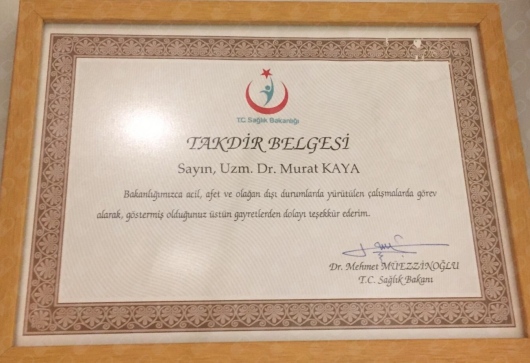 T.C. Sağlık Bakanlığı
TAKDİR BELGESİ
Sayın, Uzm. Dr. Murat KAYA
Bakanlığımızca acil, afet ve olağan dışı durumlarda yürütülen çalışmalarda görev
alarak, göstermiş olduğunuz üstün gayretlerden dolayı teşekkür ederim.
Dr. Mehmet MÜEZZİNOĞLU
T.C. Sağlık Bakanı